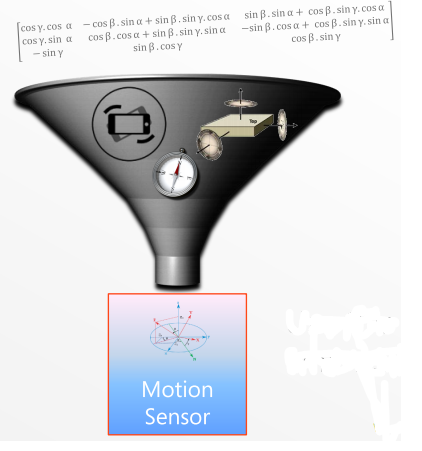 cos γ. cos α   − cos β . sin α + sin β . sin γ. cos α   sin β . sin α + cos β . sin γ. cos α
cos γ. sin α   cos β . cos α + sin β . sin γ. sin α   −sin β . cos α + cos β . sin γ. sin α
− sin γ   sin β . cos γ   cos β . sin γ
Top
Motion
Sensor